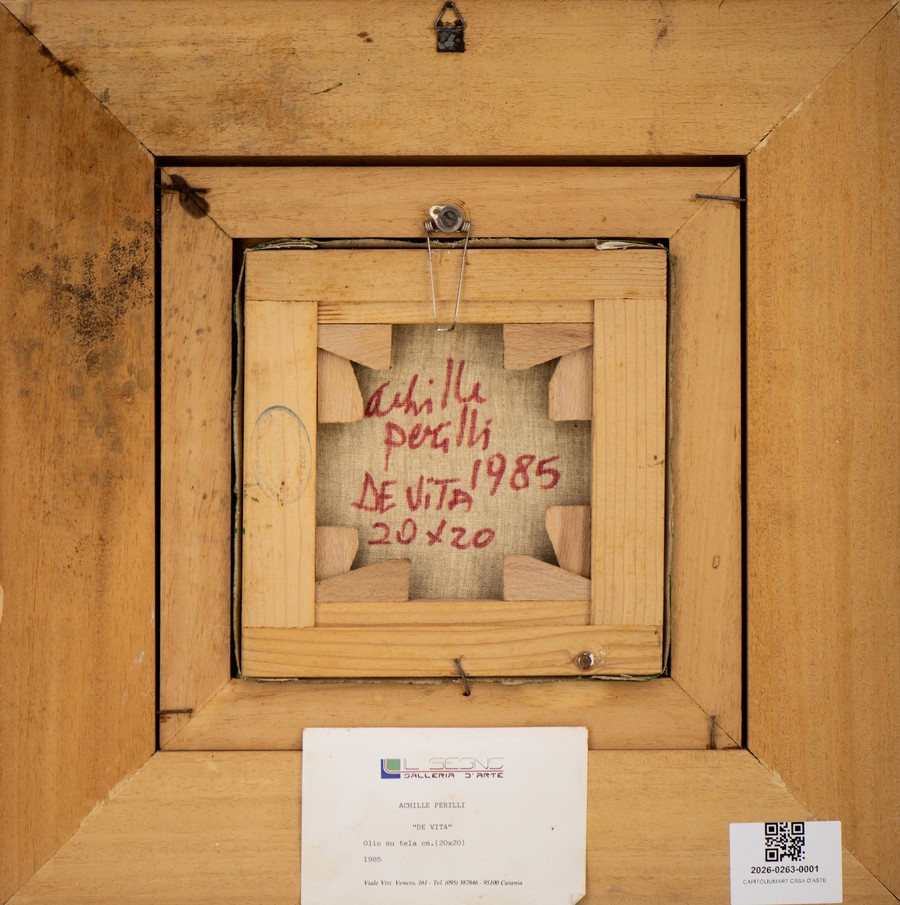 achille
perilli
DE ViTA 1985
20x20
IL SEGNO
GALLERIA D'ARTE
ACHILLE PERILLI
"DE VITA"
Olio su tela cm.(20x20)
1985
Viale Vitt. Veneto, 161 - Tel. (095) 387846 - 95100 Catania
2026-0263-0001
CAPITOLIUMART CASA D'ASTE